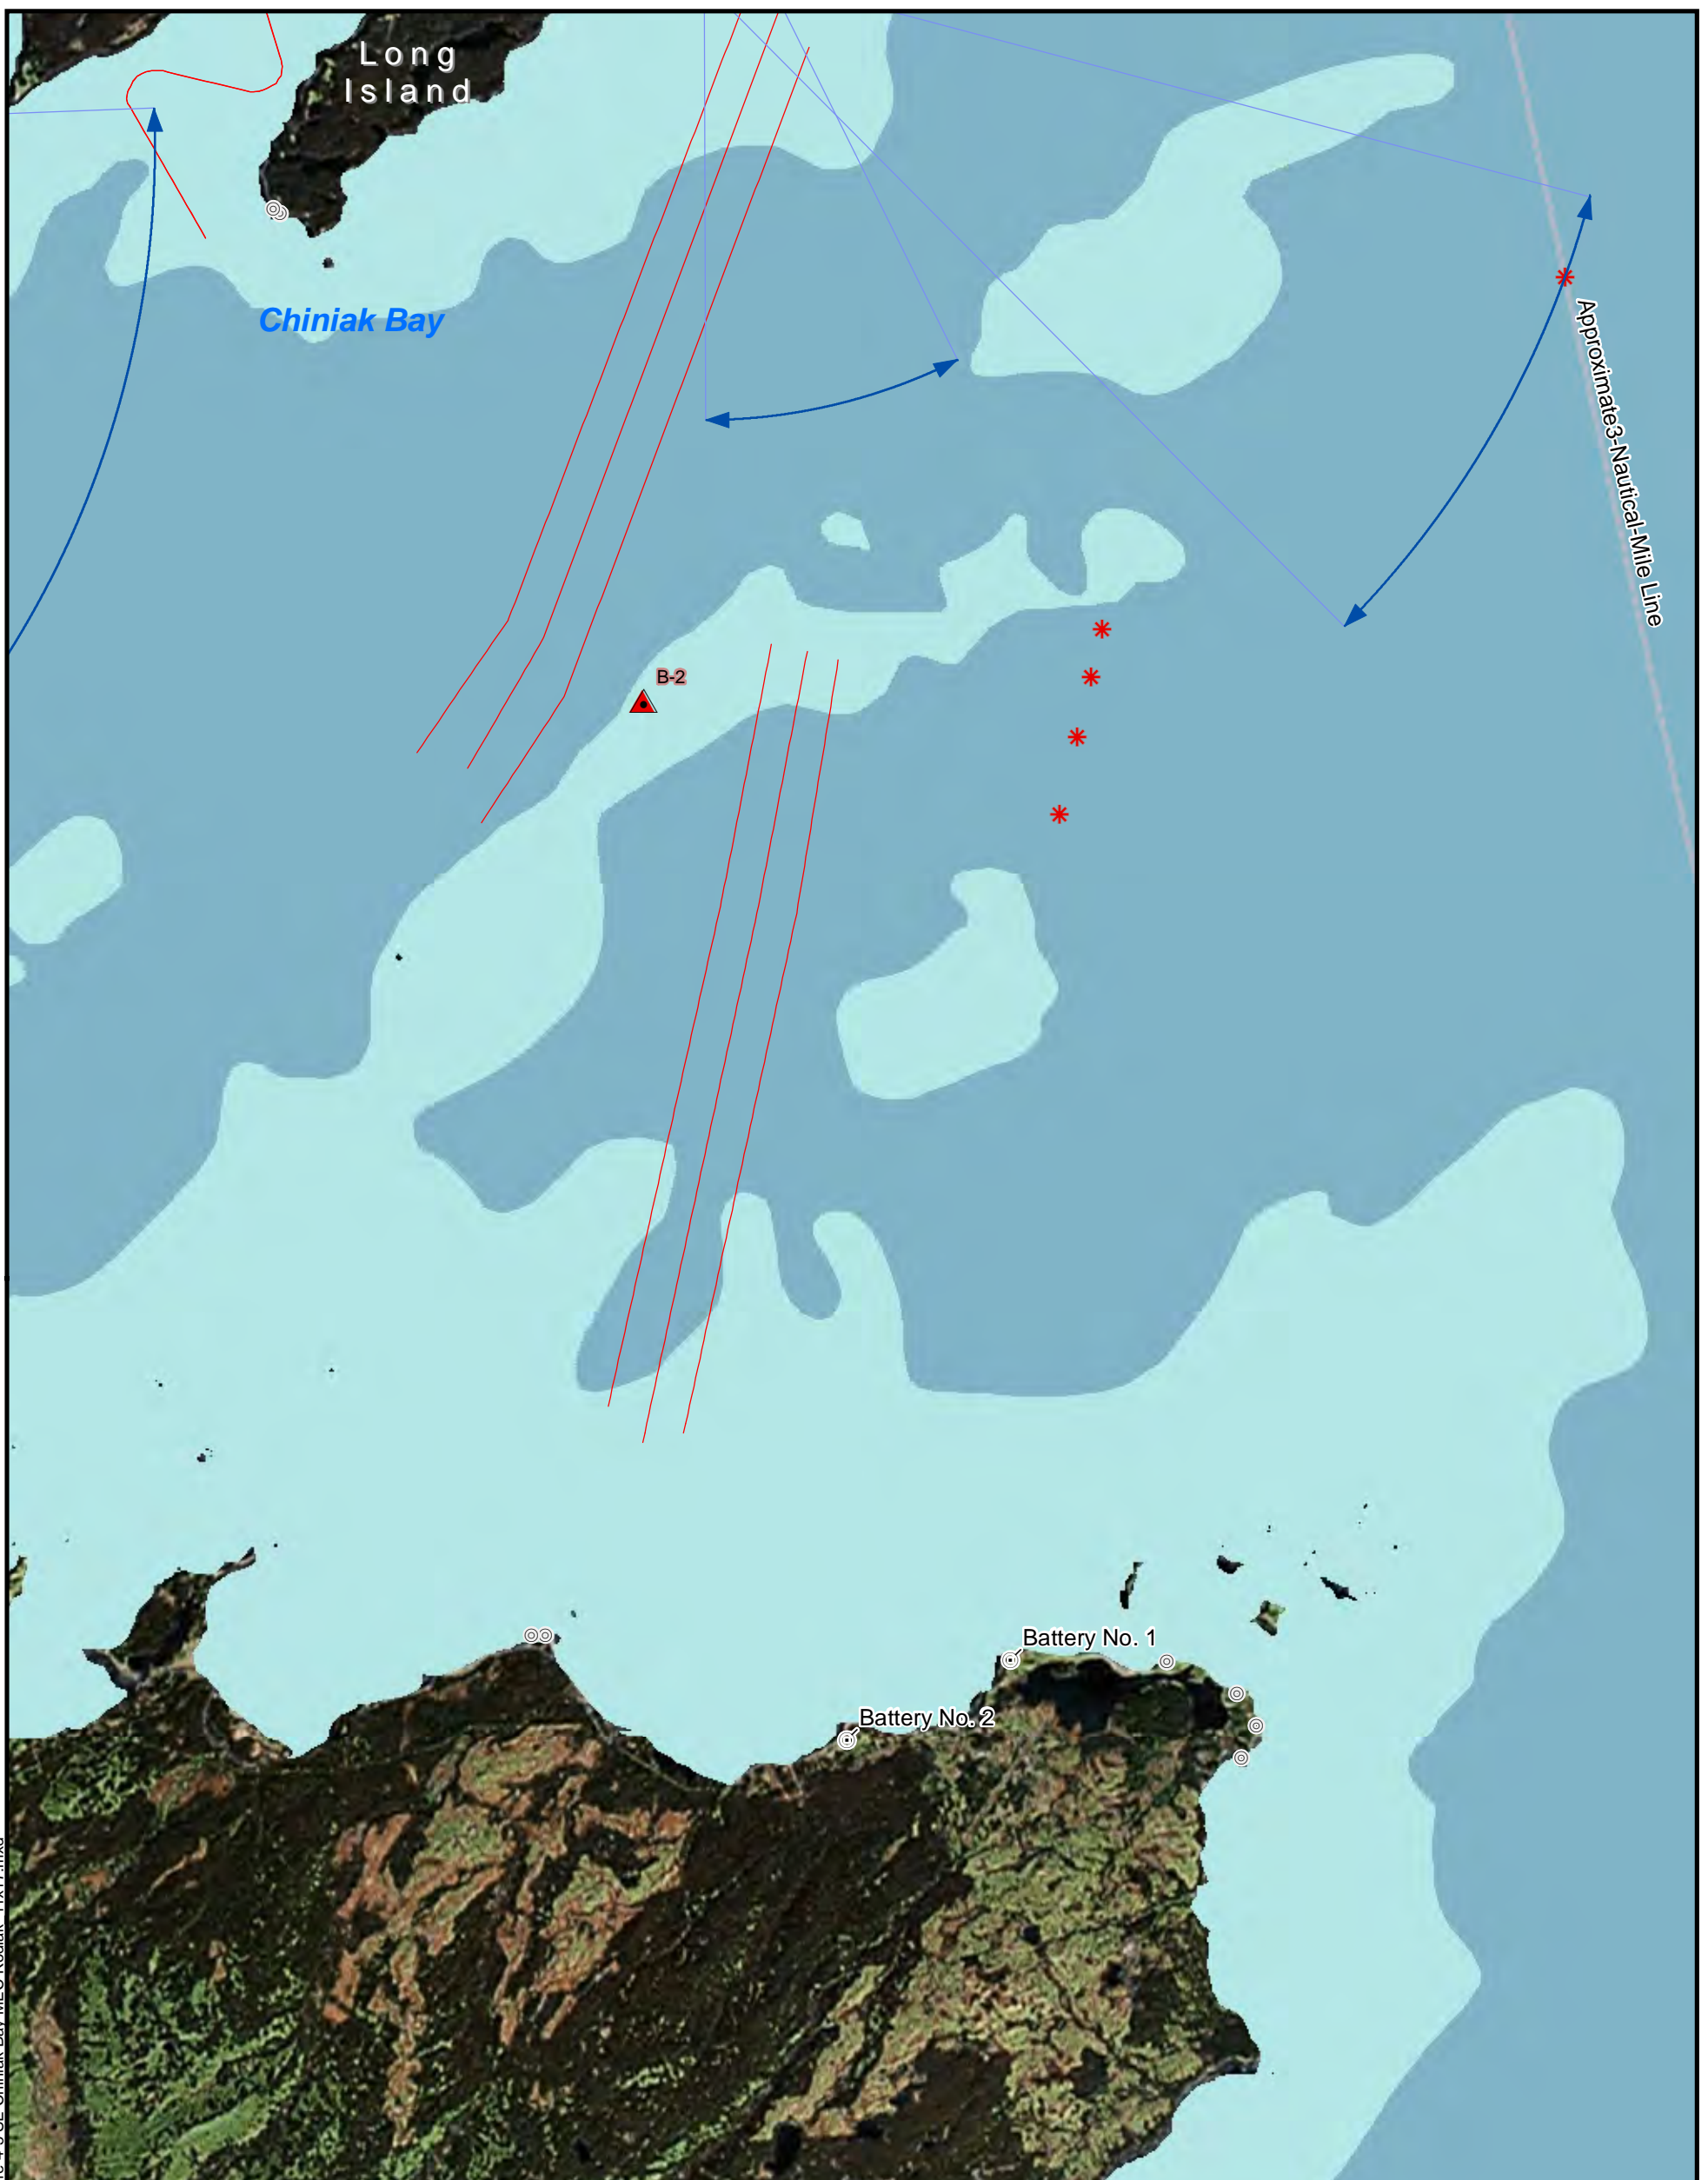 Long
Island
Chiniak Bay
Approximate3-Nautical-Mile Line
B-2
Battery No. 1
Battery No. 2